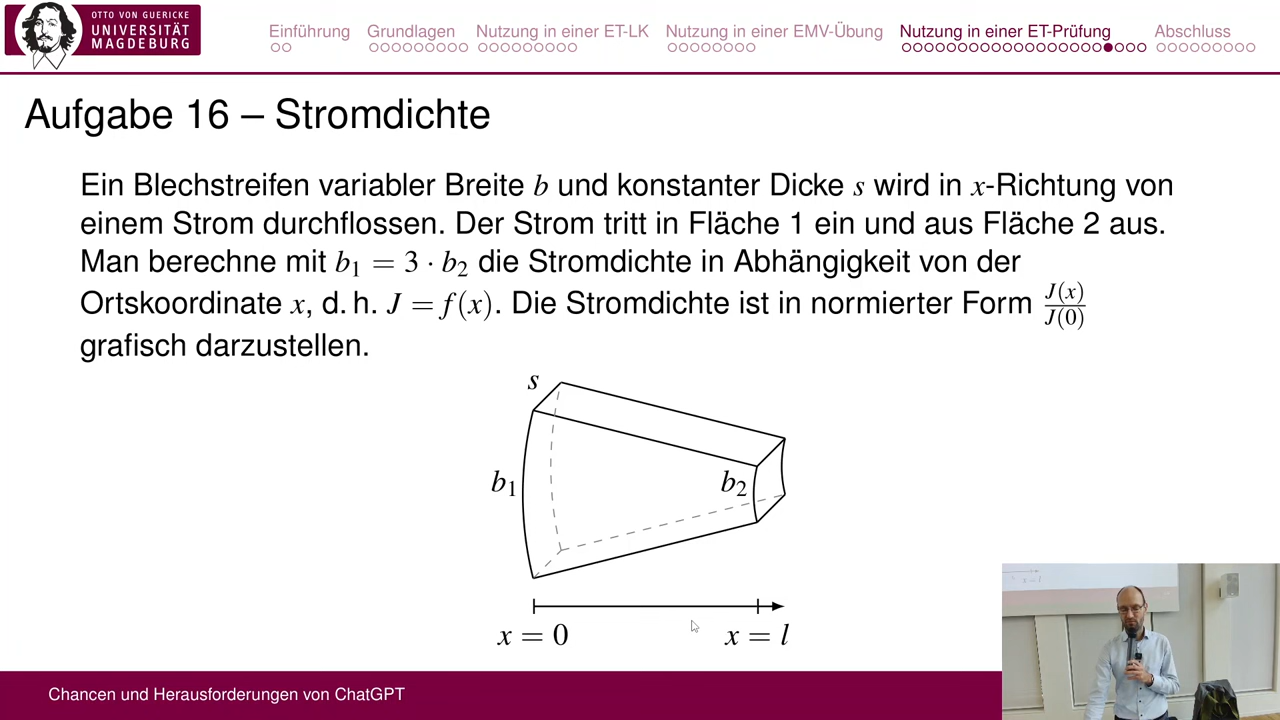 OTTO VON GUERICKE
UNIVERSITÄT
MAGDEBURG
Einführung
Grundlagen
Nutzung in einer ET-LK
Nutzung in einer EMV-Übung
Nutzung in einer ET-Prüfung
Abschluss
Aufgabe 16 – Stromdichte
Ein Blechstreifen variabler Breite b und konstanter Dicke s wird in x-Richtung von
einem Strom durchflossen. Der Strom tritt in Fläche 1 ein und aus Fläche 2 aus.
Man berechne mit b₁ = 3 · b₂ die Stromdichte in Abhängigkeit von der
Ortskoordinate x, d. h. J = f(x). Die Stromdichte ist in normierter Form J(x)/J(0)
grafisch darzustellen.
s
b₁
b₂
x = 0
x = l
Chancen und Herausforderungen von ChatGPT
x = l